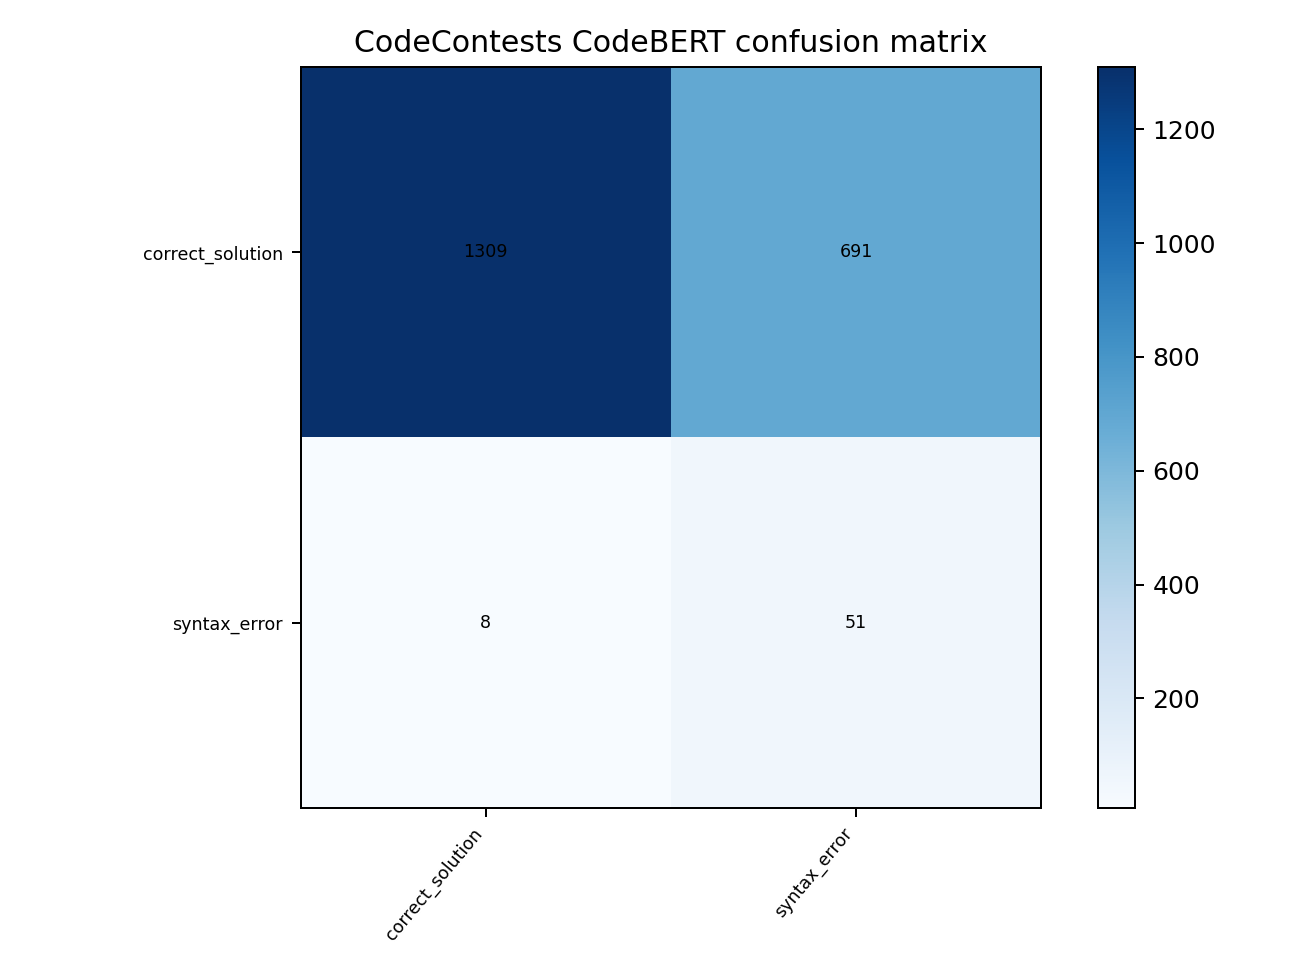 CodeContests CodeBERT confusion matrix
correct_solution
1309
691
syntax_error
8
51
correct_solution
syntax_error
1200
1000
800
600
400
200